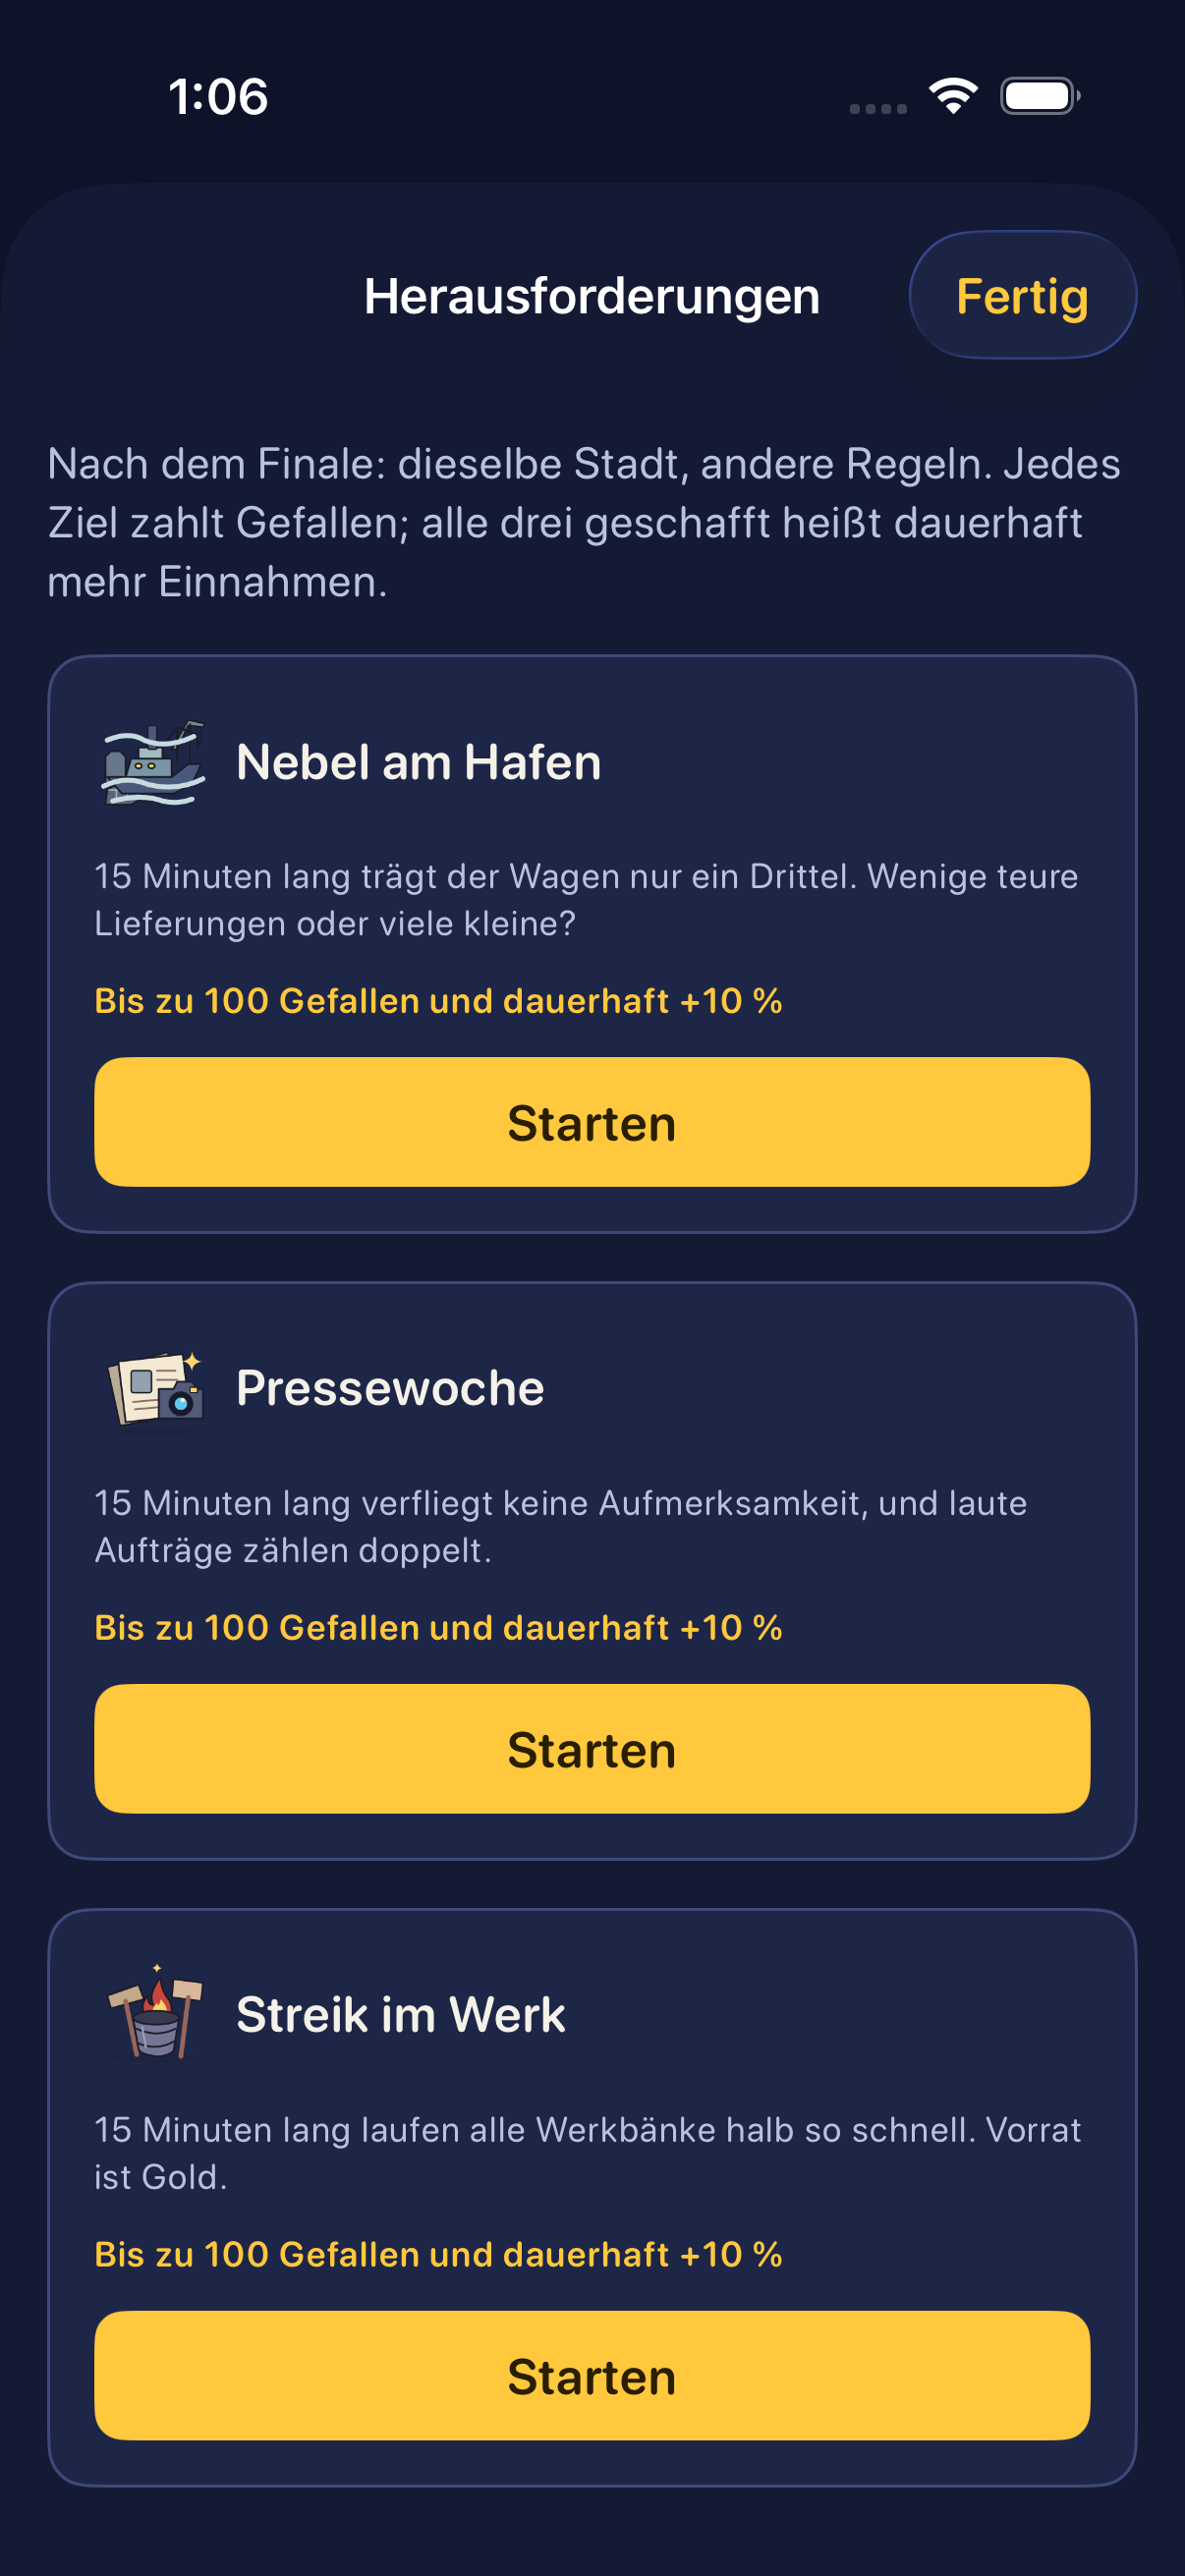 1:06
Herausforderungen
Fertig
Nach dem Finale: dieselbe Stadt, andere Regeln. Jedes
Ziel zahlt Gefallen; alle drei geschafft heißt dauerhaft
mehr Einnahmen.
Nebel am Hafen
15 Minuten lang trägt der Wagen nur ein Drittel. Wenige teure
Lieferungen oder viele kleine?
Bis zu 100 Gefallen und dauerhaft +10 %
Starten
Pressewoche
15 Minuten lang verfliegt keine Aufmerksamkeit, und laute
Aufträge zählen doppelt.
Bis zu 100 Gefallen und dauerhaft +10 %
Starten
Streik im Werk
15 Minuten lang laufen alle Werkbänke halb so schnell. Vorrat
ist Gold.
Bis zu 100 Gefallen und dauerhaft +10 %
Starten